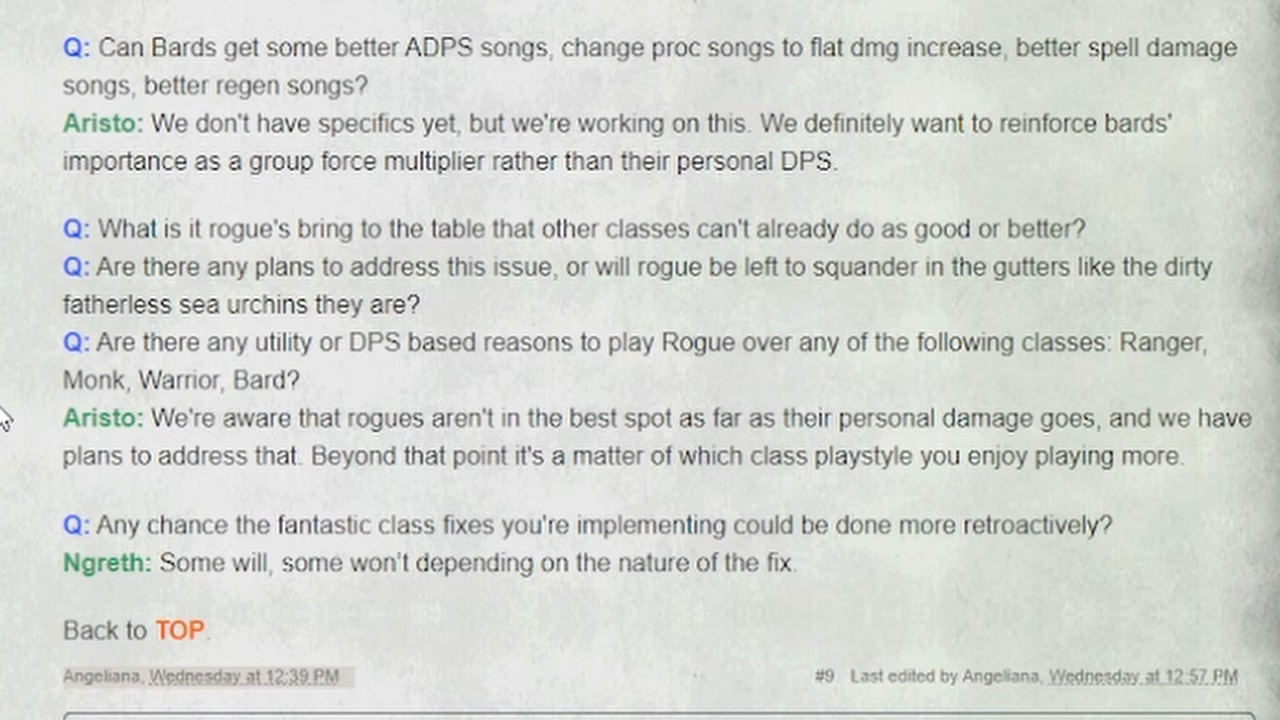 Q: Can Bards get some better ADPS songs, change proc songs to flat dmg increase, better spell damage
songs, better regen songs?
Aristo: We don't have specifics yet, but we're working on this. We definitely want to reinforce bards'
importance as a group force multiplier rather than their personal DPS.
Q: What is it rogue's bring to the table that other classes can't already do as good or better?
Q: Are there any plans to address this issue, or will rogue be left to squander in the gutters like the dirty
fatherless sea urchins they are?
Q: Are there any utility or DPS based reasons to play Rogue over any of the following classes: Ranger,
Monk, Warrior, Bard?
Aristo: We're aware that rogues aren't in the best spot as far as their personal damage goes, and we have
plans to address that. Beyond that point it's a matter of which class playstyle you enjoy playing more.
Q: Any chance the fantastic class fixes you're implementing could be done more retroactively?
Ngreth: Some will, some won't depending on the nature of the fix.
Back to TOP.
Angeliana, Wednesday at 12:39 PM #9 Last edited by Angeliana, Wednesday at 12:57 PM